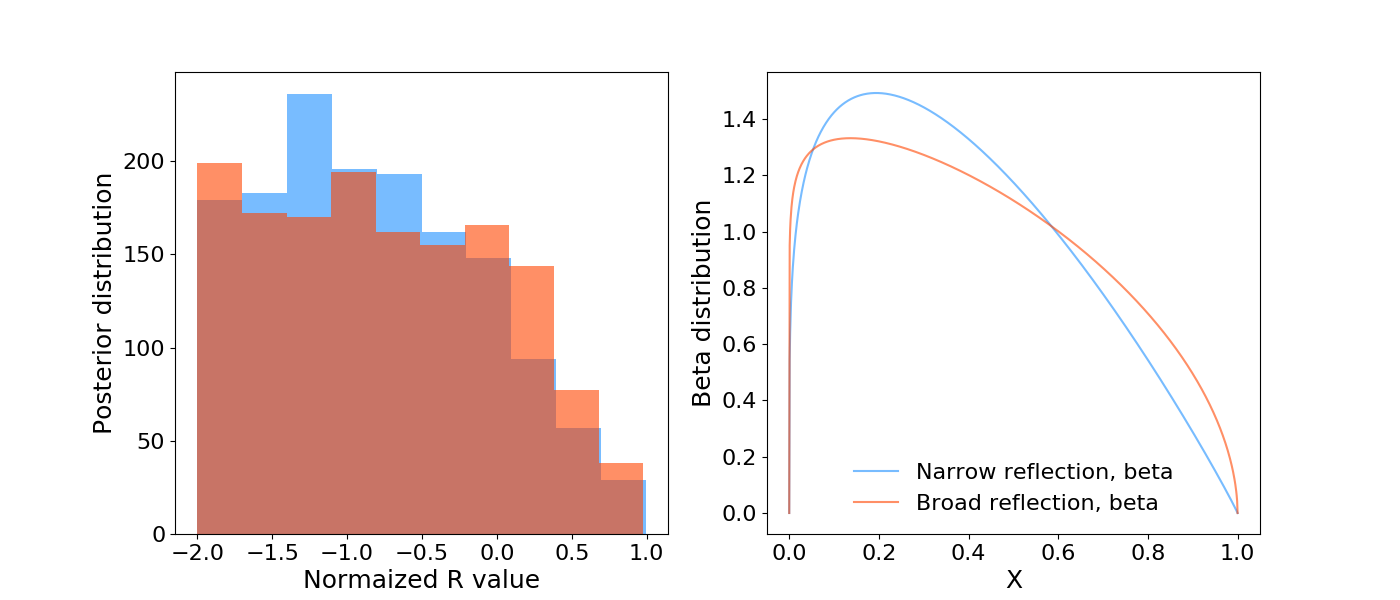 Posterior distribution
200
150
100
50
0
−2.0 −1.5 −1.0 −0.5 0.0 0.5 1.0
Normaized R value
Beta distribution
1.4
1.2
1.0
0.8
0.6
0.4
0.2
0.0
Narrow reflection, beta
Broad reflection, beta
0.0 0.2 0.4 0.6 0.8 1.0
X